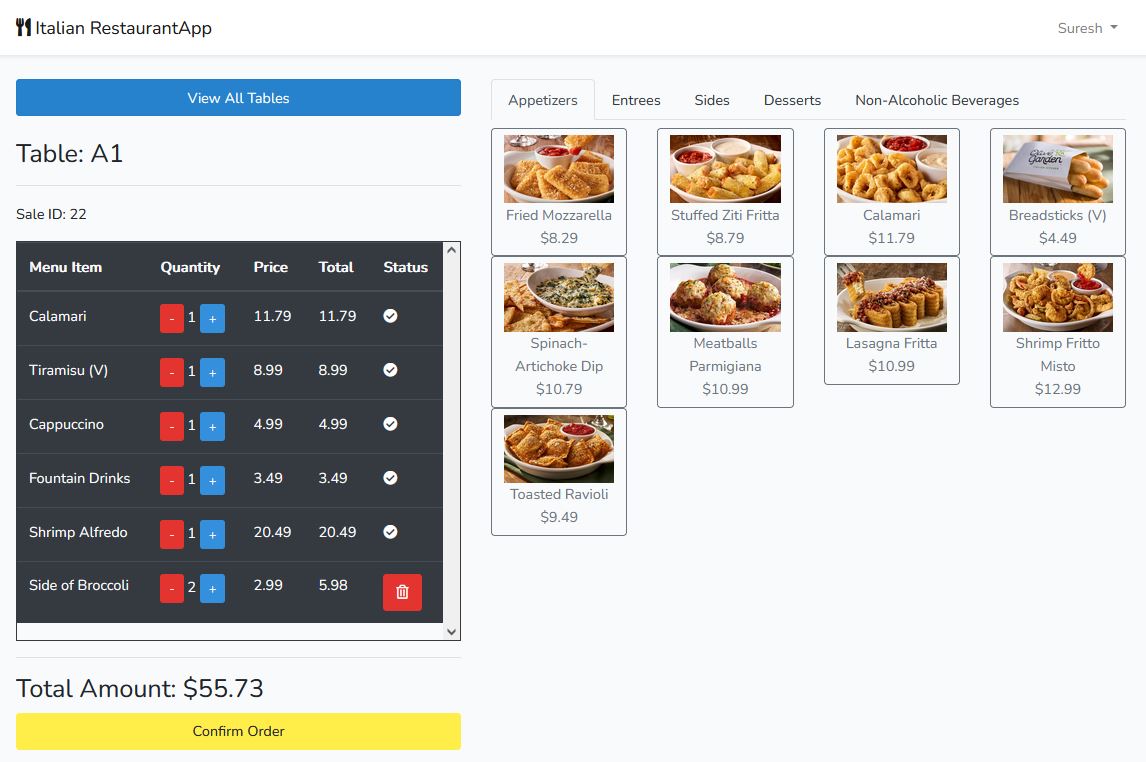 Italian RestaurantApp
Suresh
View All Tables
Table: A1
Sale ID: 22
Menu Item Quantity Price Total Status
Calamari - 1 + 11.79 11.79
Tiramisu (V) - 1 + 8.99 8.99
Cappuccino - 1 + 4.99 4.99
Fountain Drinks - 1 + 3.49 3.49
Shrimp Alfredo - 1 + 20.49 20.49
Side of Broccoli - 2 + 2.99 5.98
Total Amount: $55.73
Confirm Order
Appetizers Entrees Sides Desserts Non-Alcoholic Beverages
Fried Mozzarella
$8.29
Stuffed Ziti Fritta
$8.79
Calamari
$11.79
Olive
Garden
Breadsticks (V)
$4.49
Spinach-
Artichoke Dip
$10.79
Meatballs
Parmigiana
$10.99
Lasagna Fritta
$10.99
Shrimp Fritto
Misto
$12.99
Toasted Ravioli
$9.49